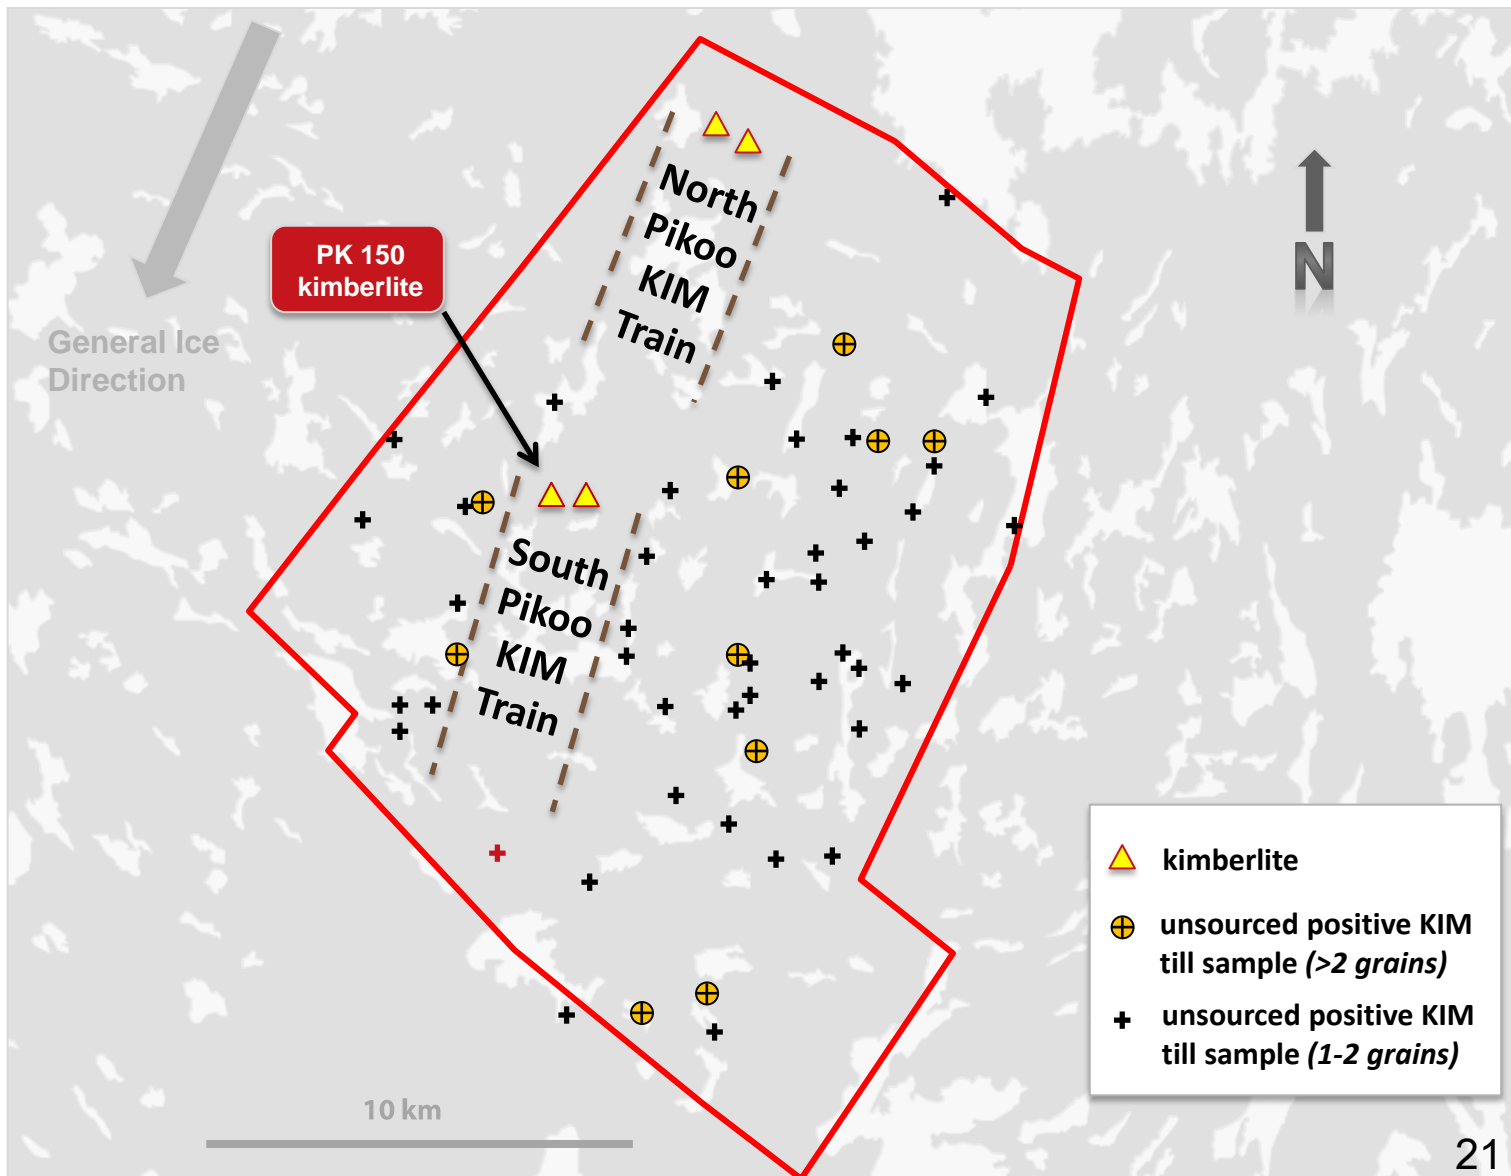 North
Pikoo
KIM
Train
PK 150
kimberlite
N
General Ice
Direction
South
Pikoo
KIM
Train
kimberlite
unsourced positive KIM
till sample (>2 grains)
unsourced positive KIM
till sample (1-2 grains)
10 km
21